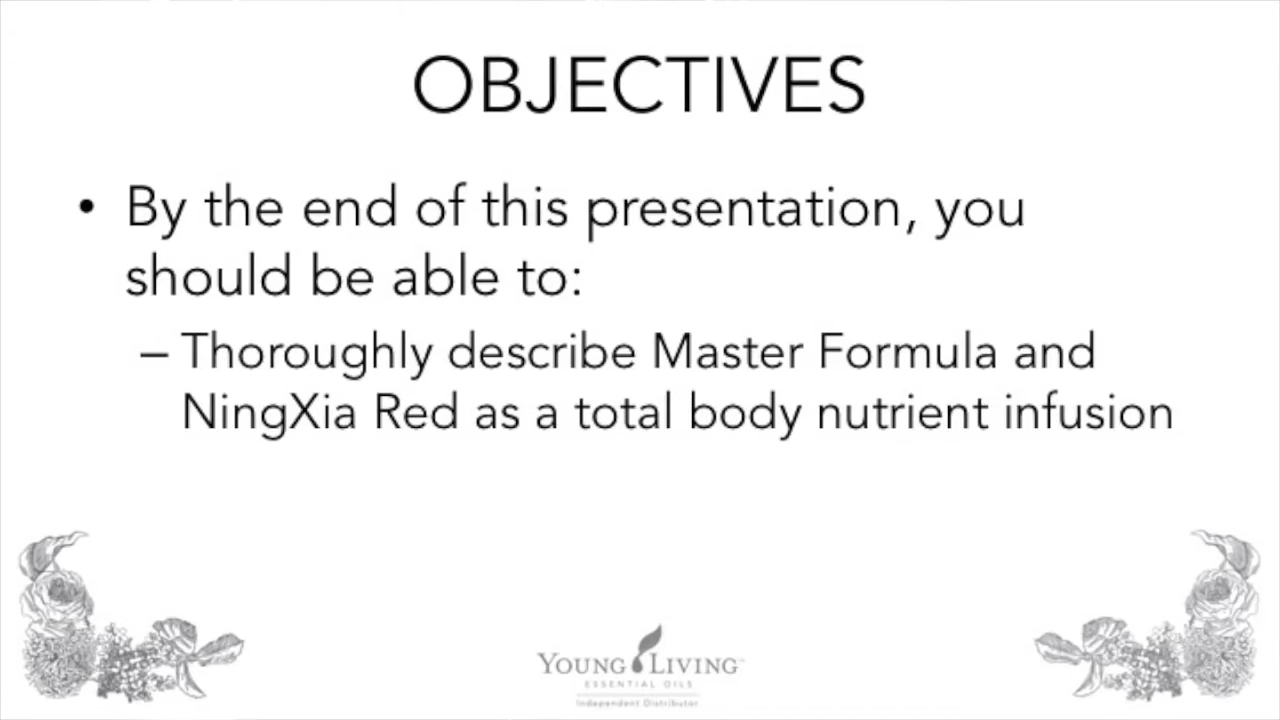 OBJECTIVES
• By the end of this presentation, you
should be able to:
– Thoroughly describe Master Formula and
NingXia Red as a total body nutrient infusion
YOUNG LIVING™
ESSENTIAL OILS
Independent Distributor